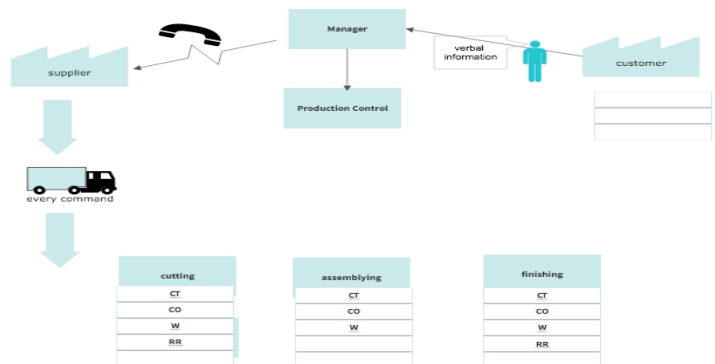 Manager
verbal
information
supplier
customer
Production Control
every command
cutting
CT
CO
W
RR
assemblying
CT
CO
W
finishing
CT
CO
W
RR